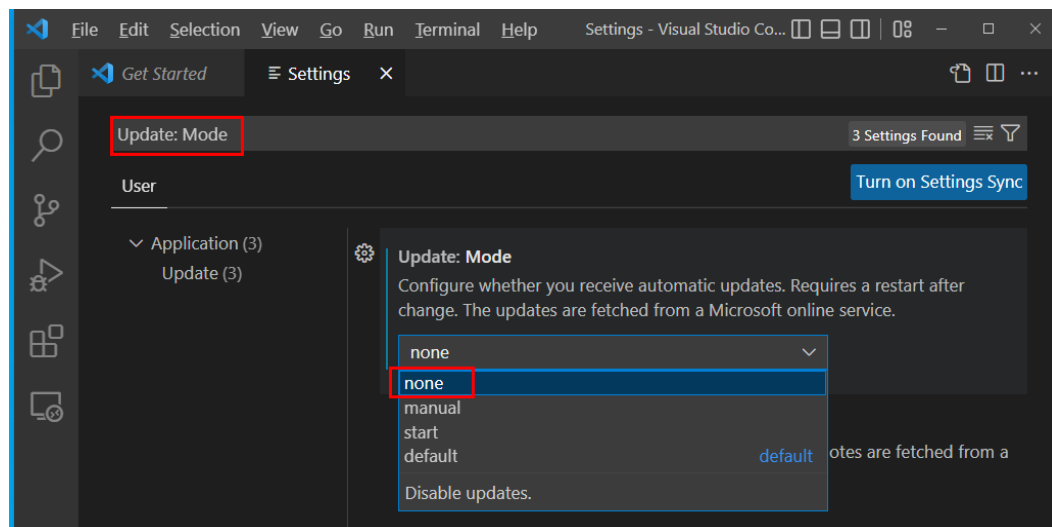 File Edit Selection View Go Run Terminal Help Settings - Visual Studio Co...
Get Started Settings
Update: Mode 3 Settings Found
User Turn on Settings Sync
Application (3)
Update (3)
Update: Mode
Configure whether you receive automatic updates. Requires a restart after
change. The updates are fetched from a Microsoft online service.
none
none
manual
start
default default
otes are fetched from a
Disable updates.